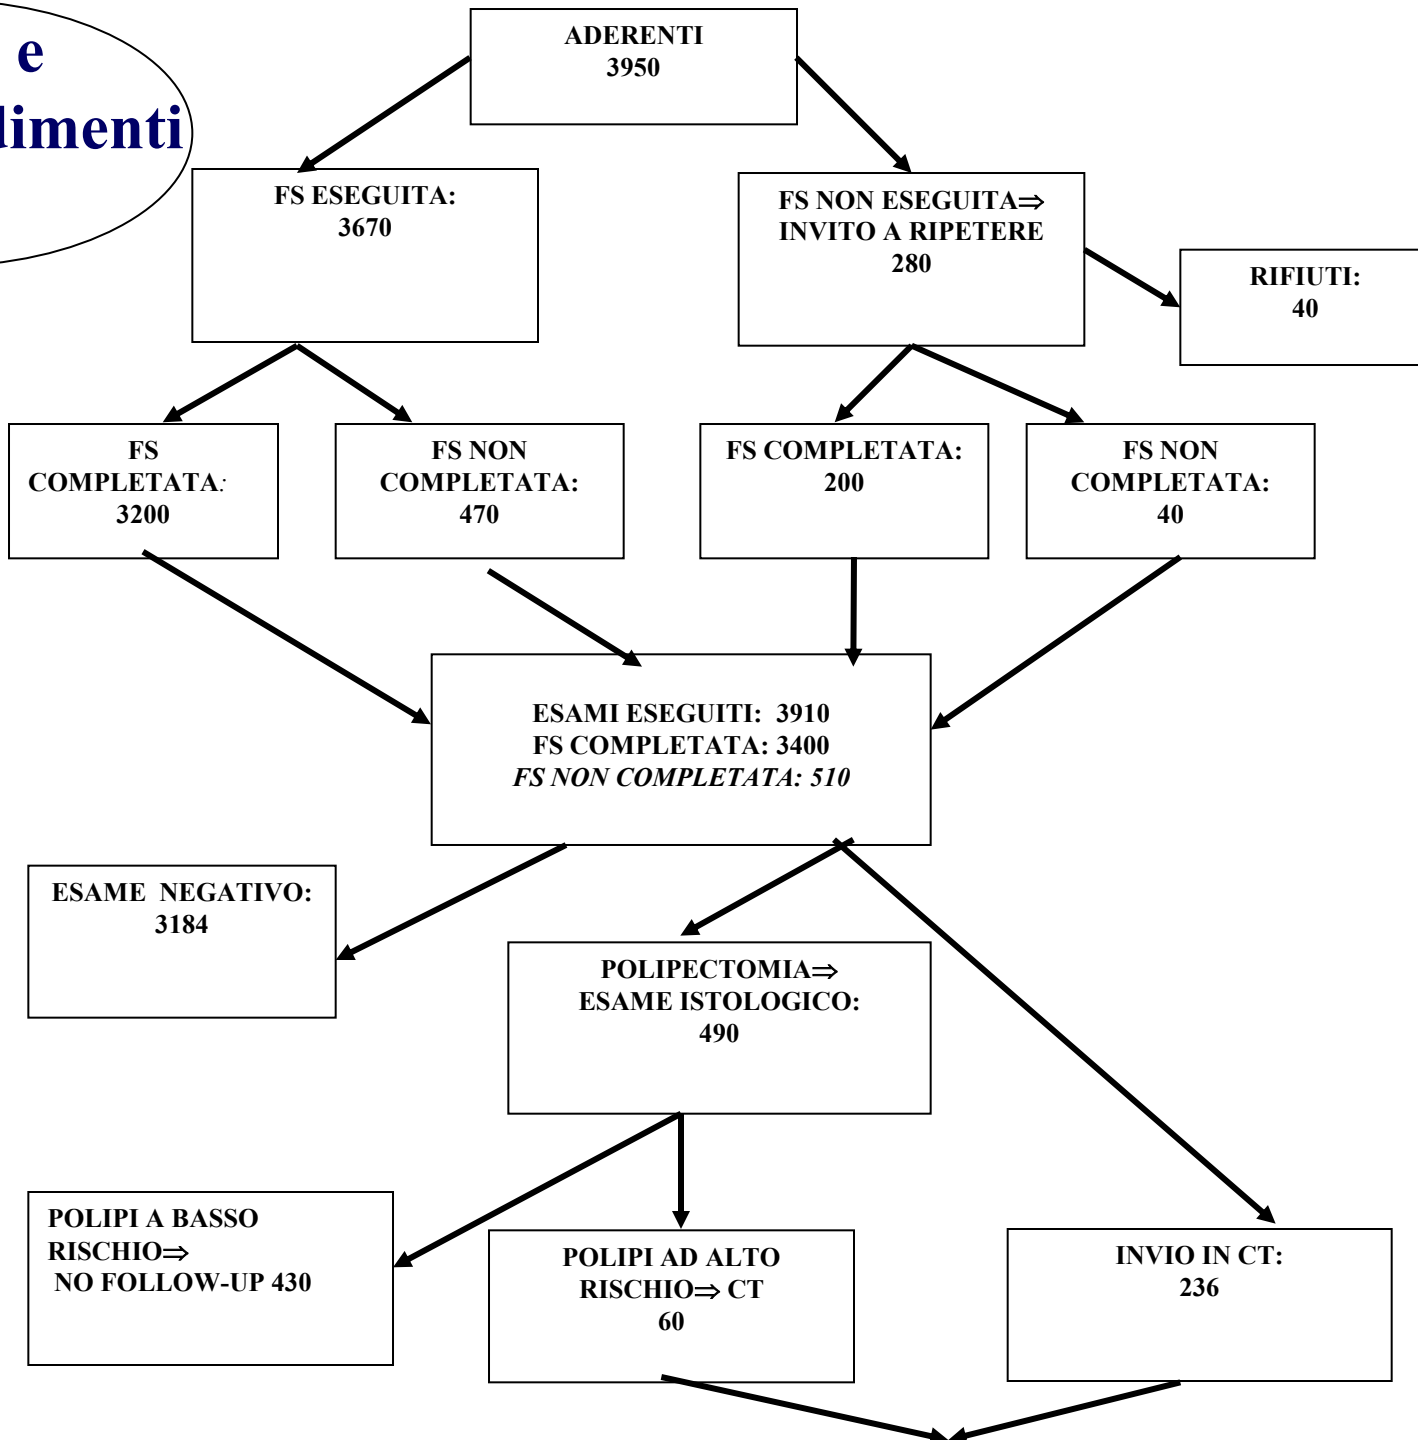 e
dimenti
ADERENTI
3950
FS ESEGUITA:
3670
FS NON ESEGUITA⇒
INVITO A RIPETERE
280
RIFIUTI:
40
FS
COMPLETATA:
3200
FS NON
COMPLETATA:
470
FS COMPLETATA:
200
FS NON
COMPLETATA:
40
ESAMI ESEGUITI: 3910
FS COMPLETATA: 3400
FS NON COMPLETATA: 510
ESAME NEGATIVO:
3184
POLIPECTOMIA⇒
ESAME ISTOLOGICO:
490
POLIPI A BASSO
RISCHIO⇒
NO FOLLOW-UP 430
POLIPI AD ALTO
RISCHIO⇒ CT
60
INVIO IN CT:
236